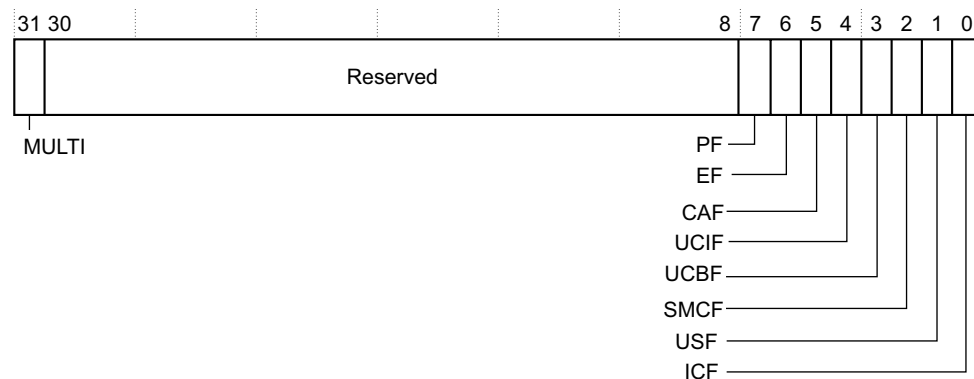 31 30 8 7 6 5 4 3 2 1 0
Reserved
MULTI
PF
EF
CAF
UCIF
UCBF
SMCF
USF
ICF